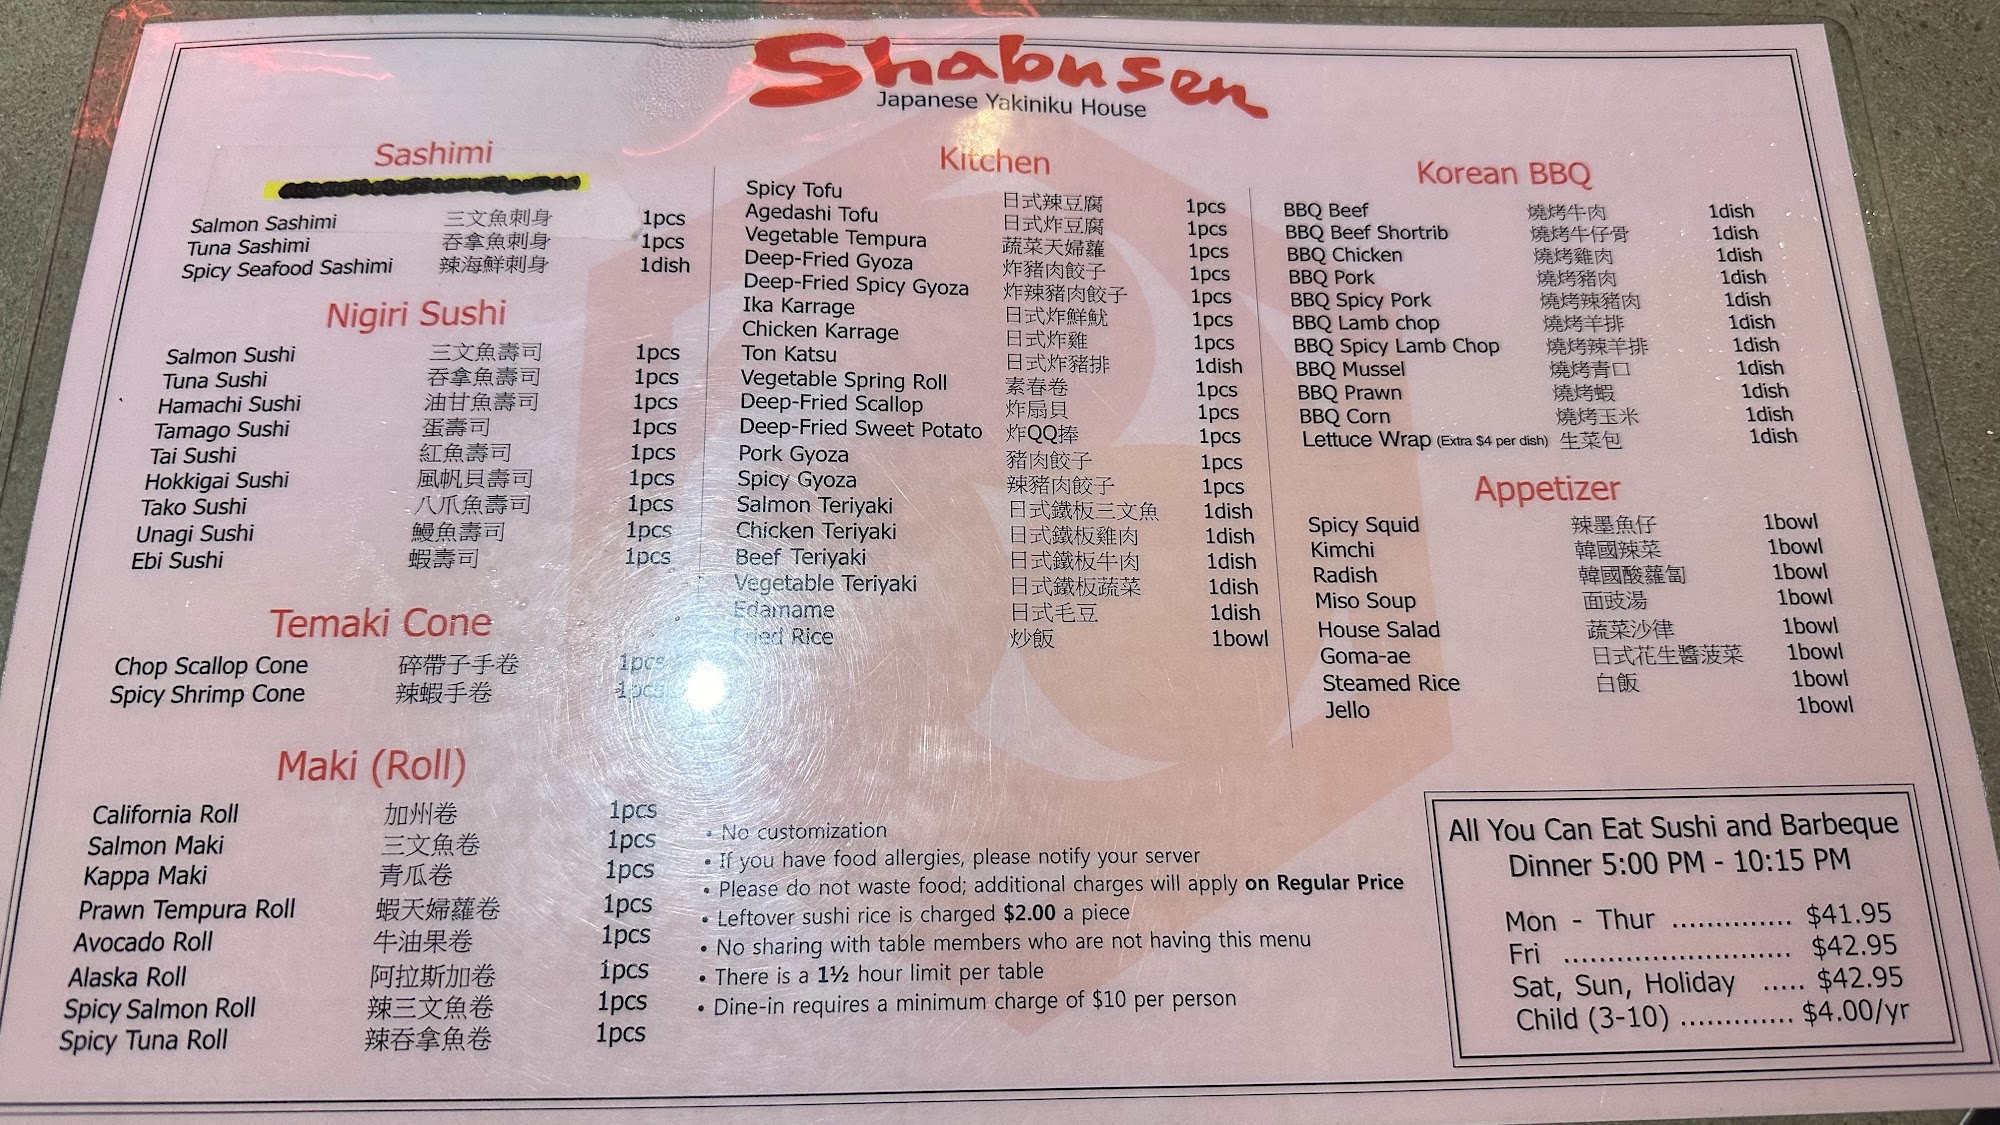 Shabusen
Japanese Yakiniku House
Sashimi
Salmon Sashimi 三文魚刺身 1pcs
Tuna Sashimi 吞拿魚刺身 1pcs
Spicy Seafood Sashimi 辣海鮮刺身 1dish
Nigiri Sushi
Salmon Sushi 三文魚壽司 1pcs
Tuna Sushi 吞拿魚壽司 1pcs
Hamachi Sushi 油甘魚壽司 1pcs
Tamago Sushi 蛋壽司 1pcs
Tai Sushi 紅魚壽司 1pcs
Hokkigai Sushi 風帆貝壽司 1pcs
Tako Sushi 八爪魚壽司 1pcs
Unagi Sushi 鰻魚壽司 1pcs
Ebi Sushi 蝦壽司 1pcs
Temaki Cone
Chop Scallop Cone 碎帶子手卷 1pcs
Spicy Shrimp Cone 辣蝦手卷 1pcs
Maki (Roll)
California Roll 加州卷 1pcs
Salmon Maki 三文魚卷 1pcs
Kappa Maki 青瓜卷 1pcs
Prawn Tempura Roll 蝦天婦蘿卷 1pcs
Avocado Roll 牛油果卷 1pcs
Alaska Roll 阿拉斯加卷 1pcs
Spicy Salmon Roll 辣三文魚卷 1pcs
Spicy Tuna Roll 辣吞拿魚卷 1pcs
Kitchen
Spicy Tofu 日式辣豆腐 1pcs
Agedashi Tofu 日式炸豆腐 1pcs
Vegetable Tempura 蔬菜天婦蘿 1pcs
Deep-Fried Gyoza 炸豬肉餃子 1pcs
Deep-Fried Spicy Gyoza 炸辣豬肉餃子 1pcs
Ika Karrage 日式炸鮮魷 1pcs
Chicken Karrage 日式炸雞 1pcs
Ton Katsu 日式炸豬排 1dish
Vegetable Spring Roll 素春卷 1pcs
Deep-Fried Scallop 炸扇貝 1pcs
Deep-Fried Sweet Potato 炸QQ捧 1pcs
Pork Gyoza 豬肉餃子 1pcs
Spicy Gyoza 辣豬肉餃子 1pcs
Salmon Teriyaki 日式鐵板三文魚 1dish
Chicken Teriyaki 日式鐵板雞肉 1dish
Beef Teriyaki 日式鐵板牛肉 1dish
Vegetable Teriyaki 日式鐵板蔬菜 1dish
Edamame 日式毛豆 1dish
Fried Rice 炒飯 1bowl
Korean BBQ
BBQ Beef 燒烤牛肉 1dish
BBQ Beef Shortrib 燒烤牛仔骨 1dish
BBQ Chicken 燒烤雞肉 1dish
BBQ Pork 燒烤豬肉 1dish
BBQ Spicy Pork 燒烤辣豬肉 1dish
BBQ Lamb chop 燒烤羊排 1dish
BBQ Spicy Lamb Chop 燒烤辣羊排 1dish
BBQ Mussel 燒烤青口 1dish
BBQ Prawn 燒烤蝦 1dish
BBQ Corn 燒烤玉米 1dish
Lettuce Wrap (Extra $4 per dish) 生菜包 1dish
Appetizer
Spicy Squid 辣墨魚仔 1bowl
Kimchi 韓國辣菜 1bowl
Radish 韓國酸蘿蔔 1bowl
Miso Soup 面豉湯 1bowl
House Salad 蔬菜沙律 1bowl
Goma-ae 日式花生醬菠菜 1bowl
Steamed Rice 白飯 1bowl
Jello 1bowl
• No customization
• If you have food allergies, please notify your server
• Please do not waste food; additional charges will apply on Regular Price
• Leftover sushi rice is charged $2.00 a piece
• No sharing with table members who are not having this menu
• There is a 1½ hour limit per table
• Dine-in requires a minimum charge of $10 per person
All You Can Eat Sushi and Barbeque
Dinner 5:00 PM - 10:15 PM
Mon - Thur .............. $41.95
Fri .......................... $42.95
Sat, Sun, Holiday ..... $42.95
Child (3-10) ............. $4.00/yr